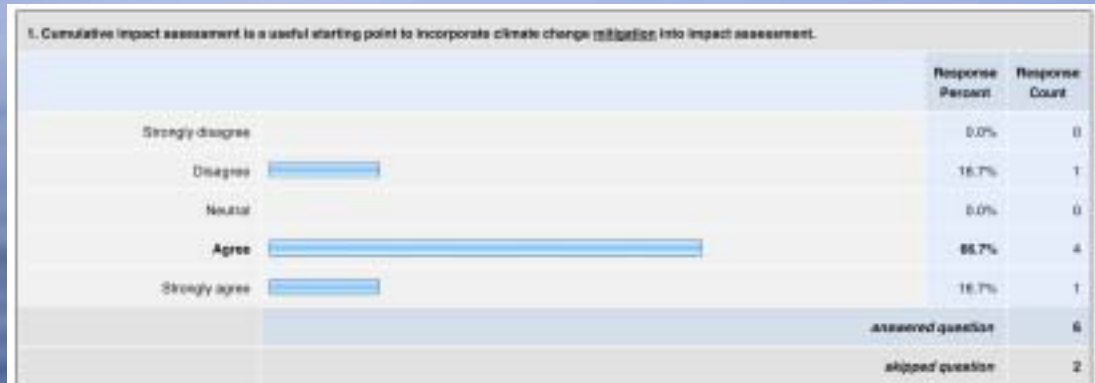 1. Cumulative impact assessment is a useful starting point to incorporate climate change mitigation into impact assessment.
Response Percent Response Count
Strongly disagree 0.0% 0
Disagree 16.7% 1
Neutral 0.0% 0
Agree 66.7% 4
Strongly agree 16.7% 1
answered question 6
skipped question 2